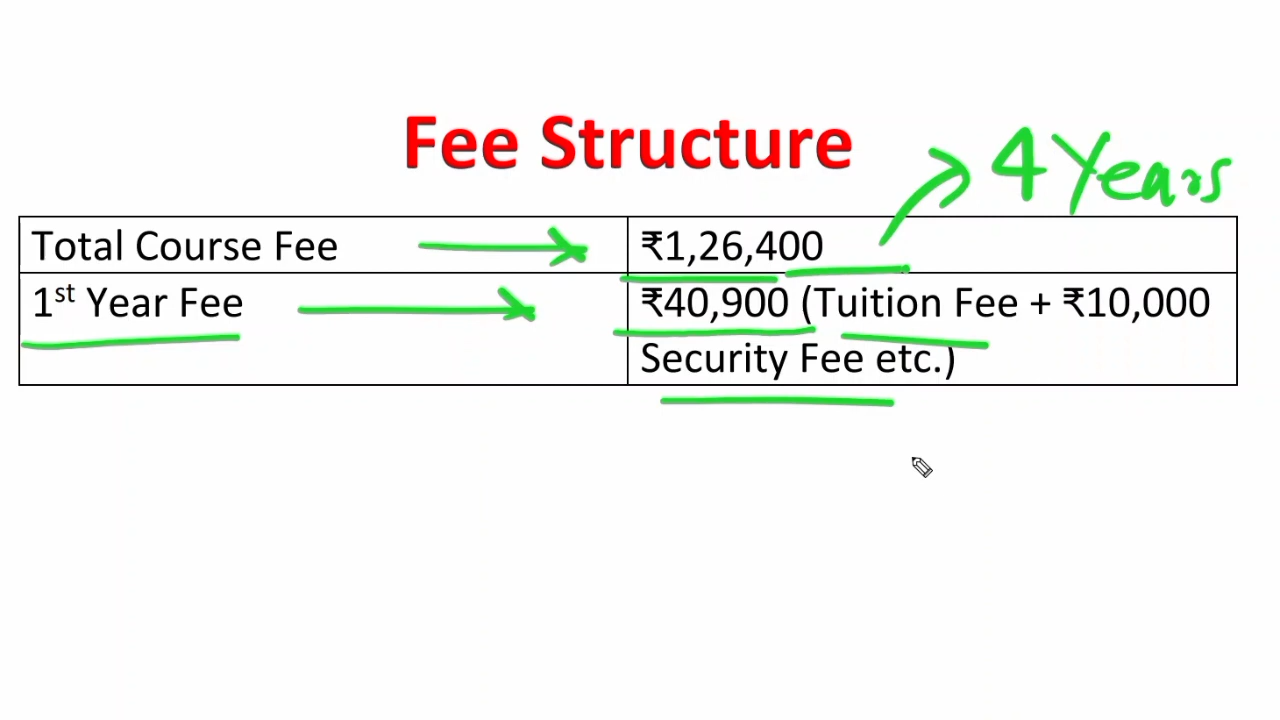 Fee Structure
4 Years
Total Course Fee
₹1,26,400
1st Year Fee
₹40,900 (Tuition Fee + ₹10,000
Security Fee etc.)